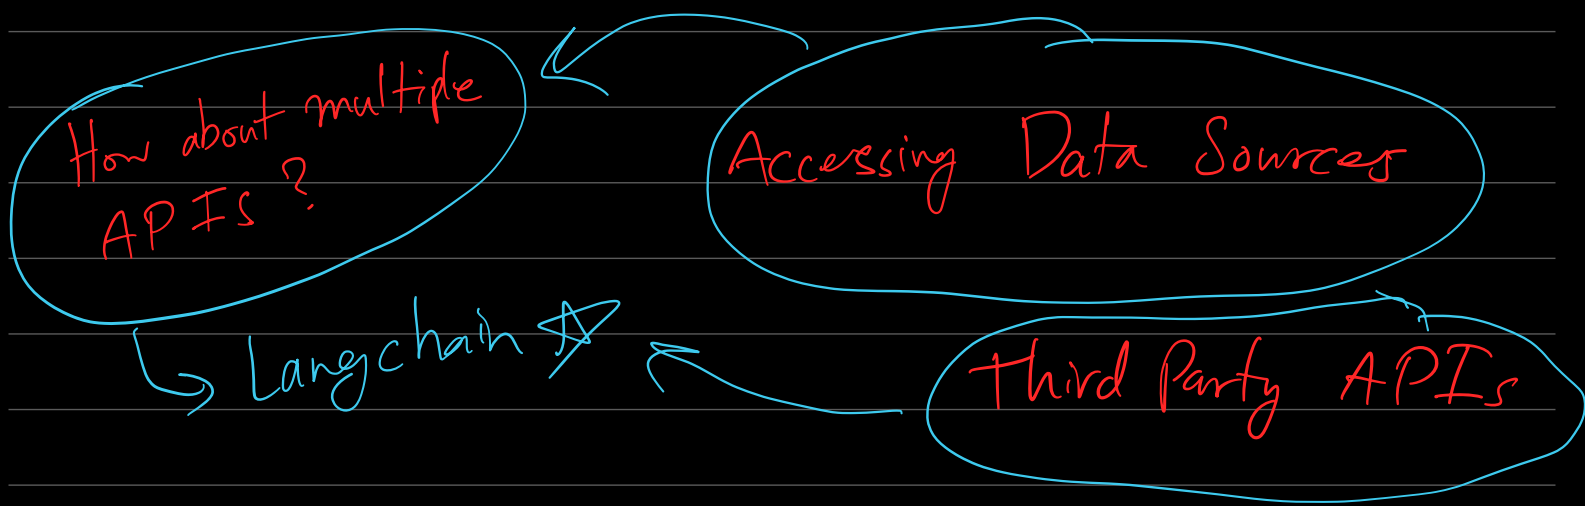 How about multiple
APIs?
Accessing Data Sources
Langchain
Third Party APIs